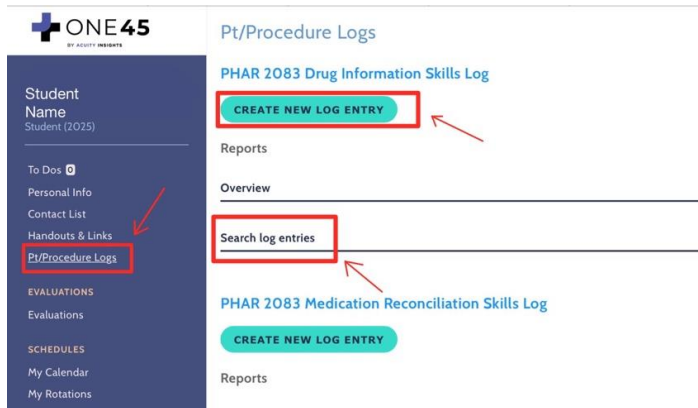 ONE45
BY ACUITY INSIGHTS
Student
Name
Student (2025)
To Dos 0
Personal Info
Contact List
Handouts & Links
Pt/Procedure Logs
EVALUATIONS
Evaluations
SCHEDULES
My Calendar
My Rotations
Pt/Procedure Logs
PHAR 2083 Drug Information Skills Log
CREATE NEW LOG ENTRY
Reports
Overview
Search log entries
PHAR 2083 Medication Reconciliation Skills Log
CREATE NEW LOG ENTRY
Reports